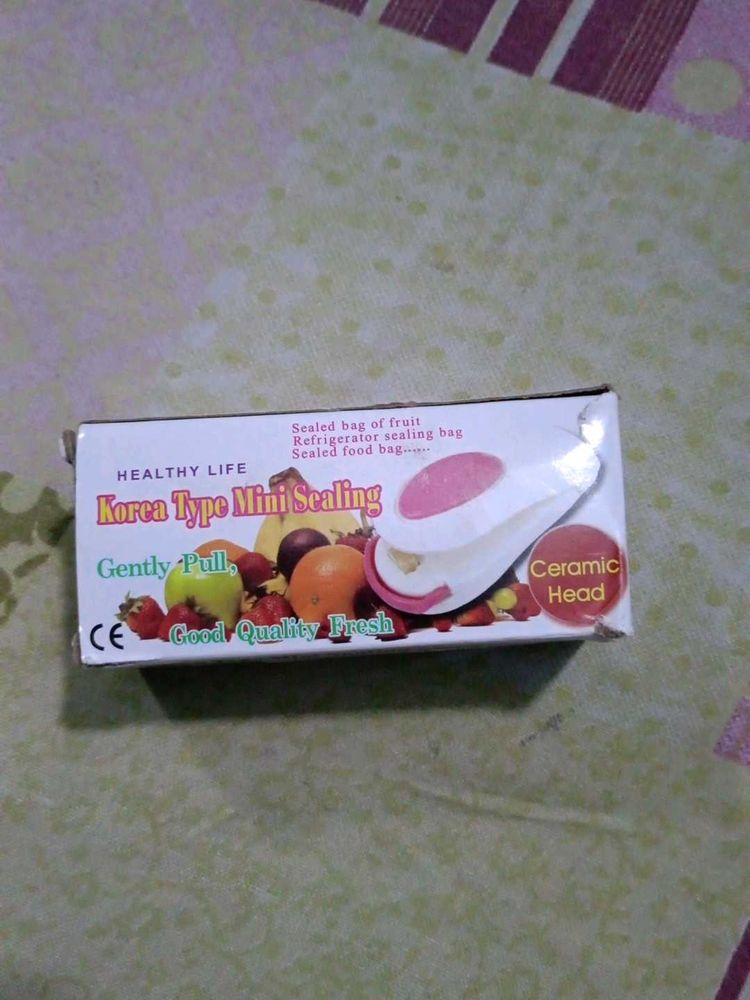 Sealed bag of fruit
Refrigerator sealing bag
Sealed food bag......
HEALTHY LIFE
Korea Type Mini Sealing
Gently Pull,
Ceramic
Head
CE
Good Quality Fresh